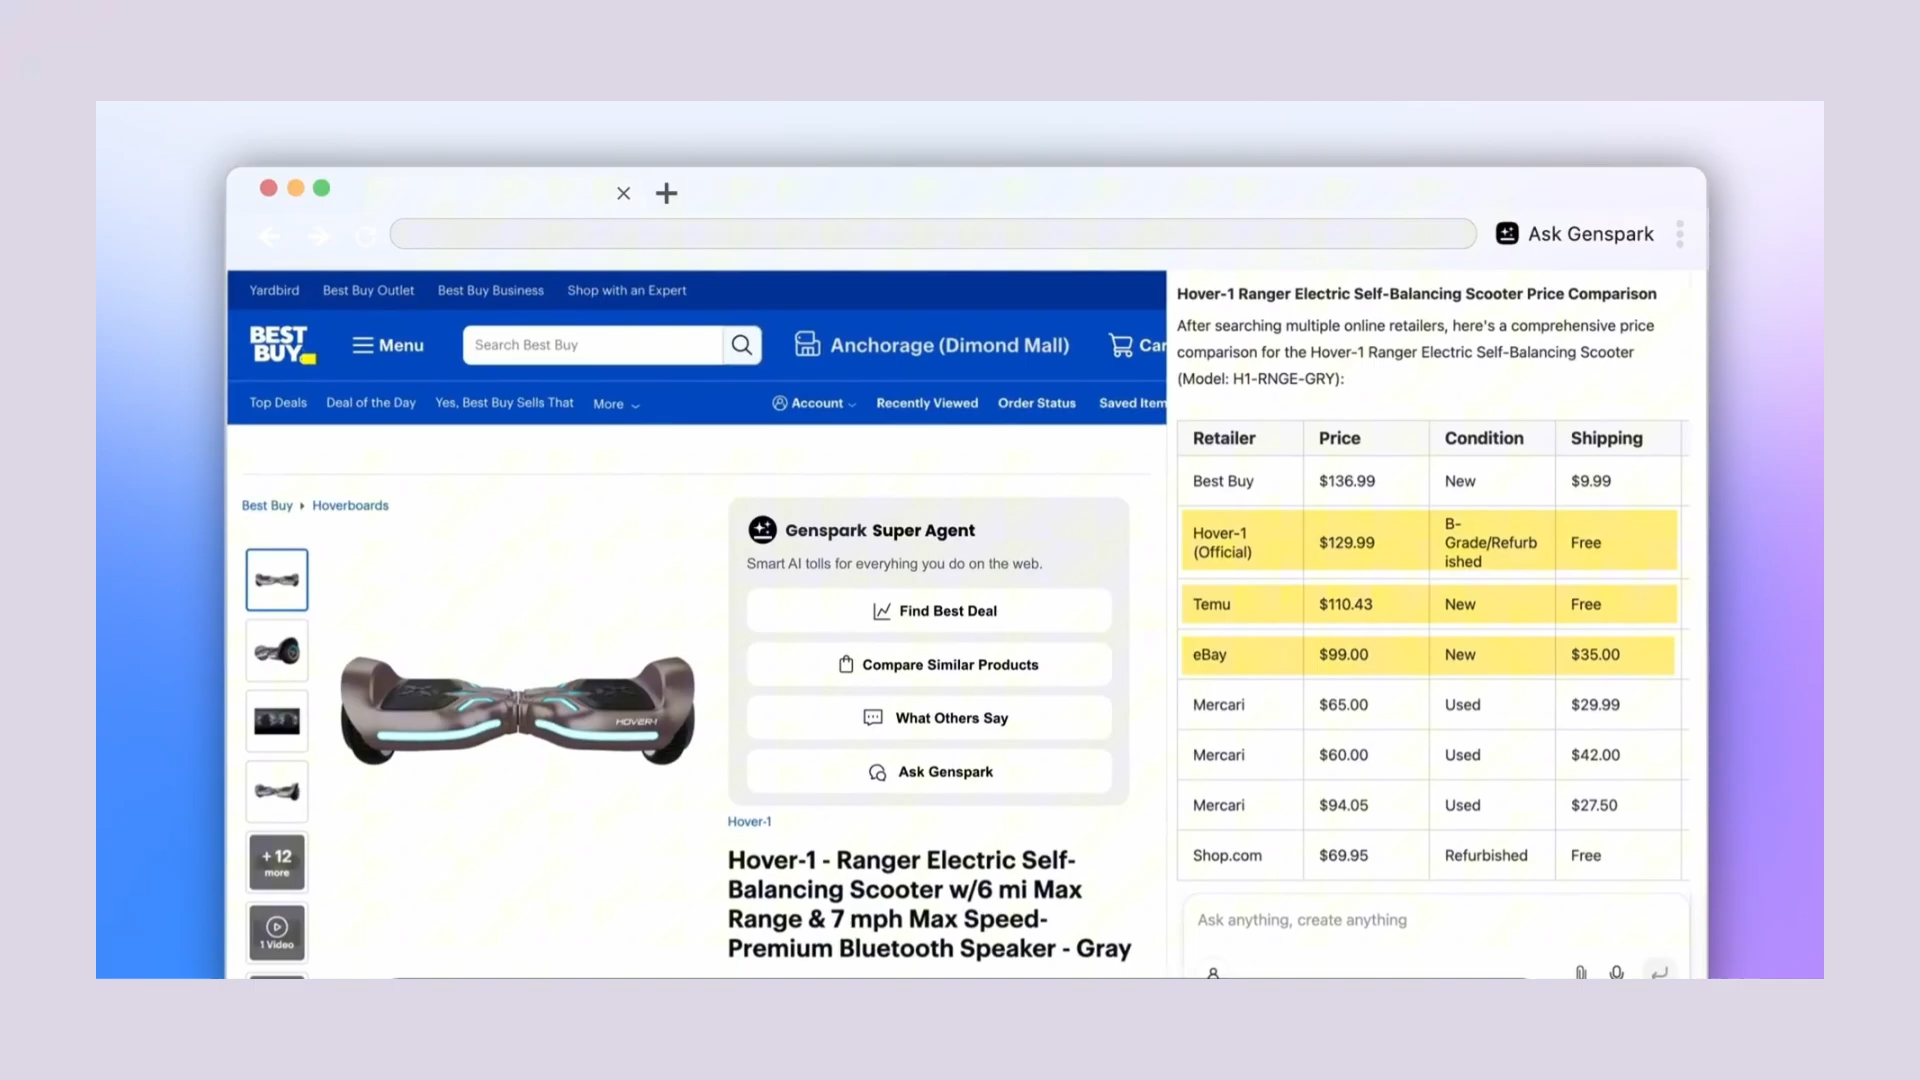 Ask Genspark
Yardbird Best Buy Outlet Best Buy Business Shop with an Expert
BEST
BUY
Menu
Search Best Buy
Anchorage (Dimond Mall)
Car
Top Deals Deal of the Day Yes, Best Buy Sells That More
Account Recently Viewed Order Status Saved Item
Best Buy Hoverboards
+ 12
more
1 Video
HOVER-1
Genspark Super Agent
Smart AI tolls for everyhing you do on the web.
Find Best Deal
Compare Similar Products
What Others Say
Ask Genspark
Hover-1
Hover-1 - Ranger Electric Self-
Balancing Scooter w/6 mi Max
Range & 7 mph Max Speed-
Premium Bluetooth Speaker - Gray
Hover-1 Ranger Electric Self-Balancing Scooter Price Comparison
After searching multiple online retailers, here's a comprehensive price
comparison for the Hover-1 Ranger Electric Self-Balancing Scooter
(Model: H1-RNGE-GRY):
Retailer Price Condition Shipping
Best Buy $136.99 New $9.99
Hover-1
(Official) $129.99 B-
Grade/Refurb
ished Free
Temu $110.43 New Free
eBay $99.00 New $35.00
Mercari $65.00 Used $29.99
Mercari $60.00 Used $42.00
Mercari $94.05 Used $27.50
Shop.com $69.95 Refurbished Free
Ask anything, create anything